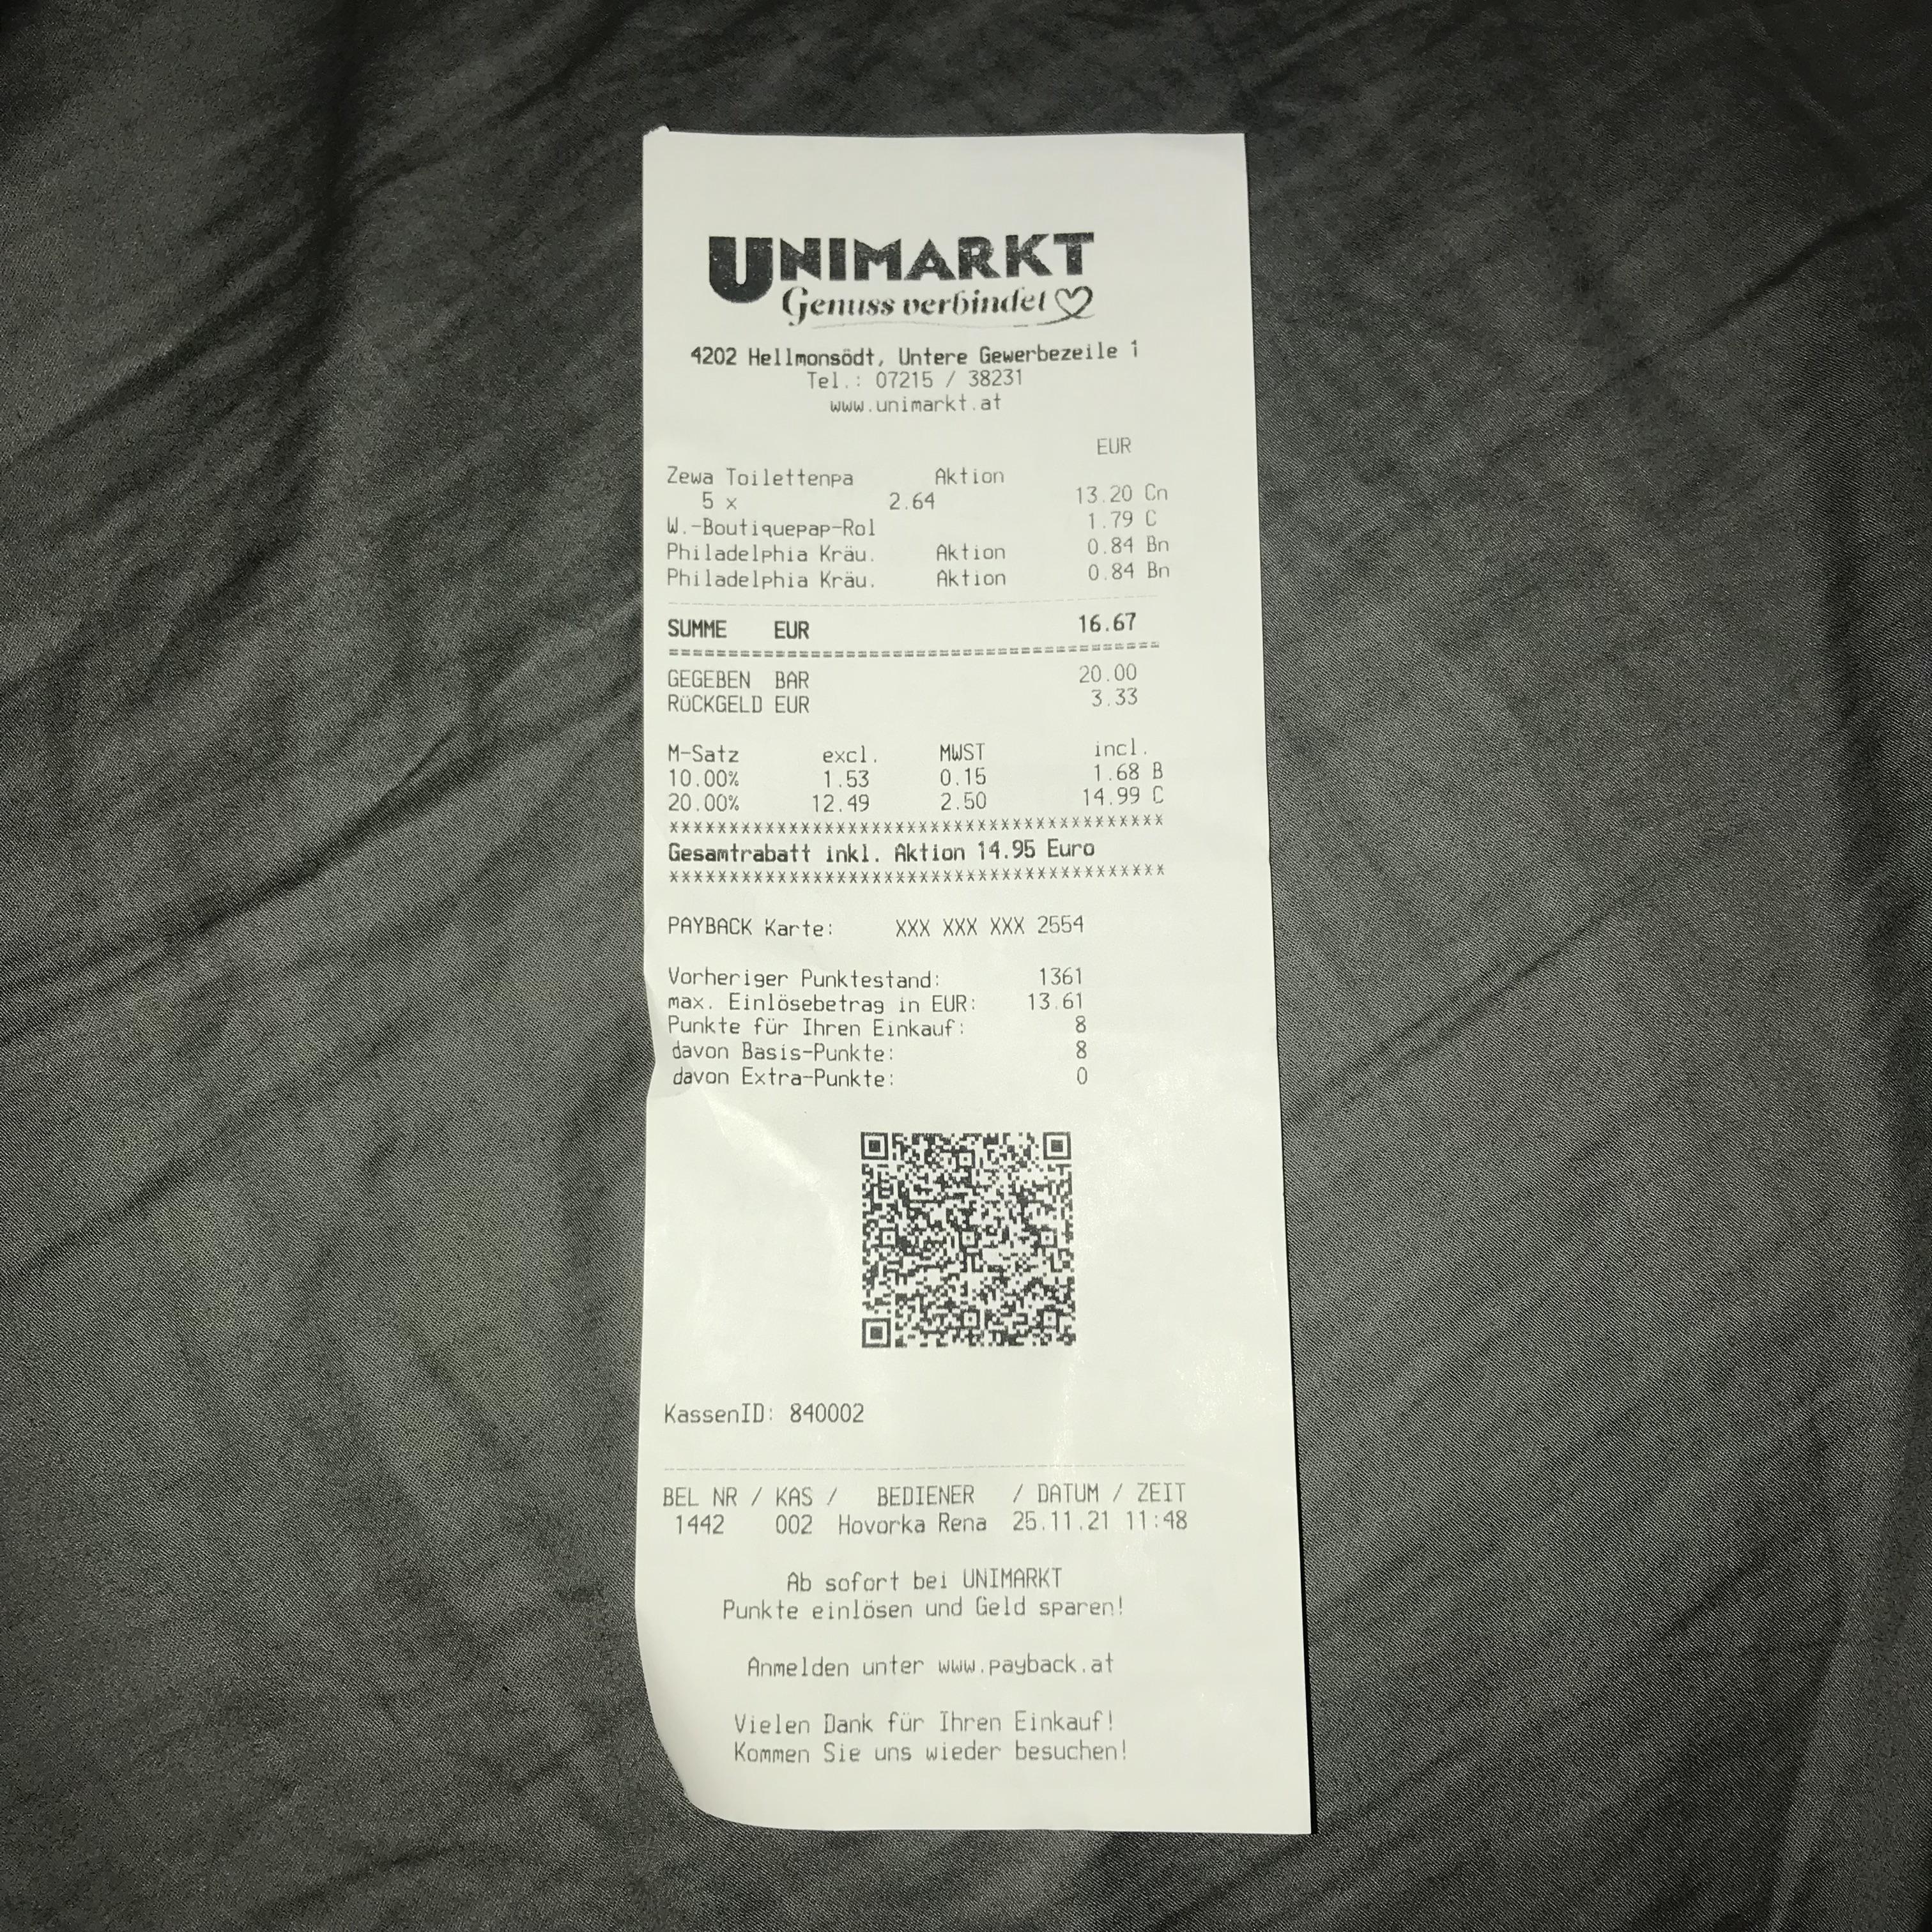 UNIMARKT
Genuss verbindet
4202 Hellmonsödt, Untere Gewerbezeile 1
Tel.: 07215 / 38231
www.unimarkt.at
EUR
Zewa Toilettenpa Aktion
5 x 2.64 13.20 Cn
W.-Boutiquepap-Rol 1.79 C
Philadelphia Kräu. Aktion 0.84 Bn
Philadelphia Kräu. Aktion 0.84 Bn
SUMME EUR 16.67
========================================
GEGEBEN BAR 20.00
RÜCKGELD EUR 3.33
M-Satz excl. MWST incl.
10.00% 1.53 0.15 1.68 B
20.00% 12.49 2.50 14.99 C
*****************************************
Gesamtrabatt inkl. Aktion 14.95 Euro
*****************************************
PAYBACK Karte: XXX XXX XXX 2554
Vorheriger Punktestand: 1361
max. Einlösebetrag in EUR: 13.61
Punkte für Ihren Einkauf: 8
davon Basis-Punkte: 8
davon Extra-Punkte: 0
KassenID: 840002
BEL NR / KAS / BEDIENER / DATUM / ZEIT
1442 002 Hovorka Rena 25.11.21 11:48
Ab sofort bei UNIMARKT
Punkte einlösen und Geld sparen!
Anmelden unter www.payback.at
Vielen Dank für Ihren Einkauf!
Kommen Sie uns wieder besuchen!